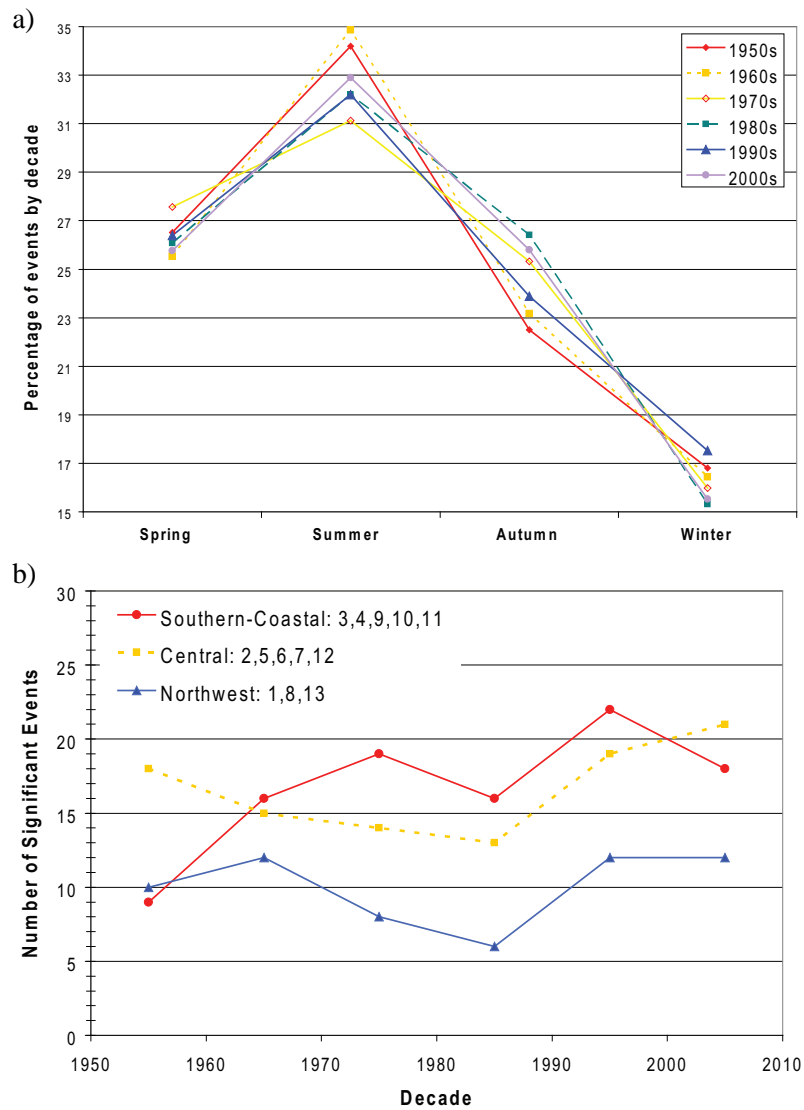 a)
35
33
31
29
27
25
23
21
19
17
15
Percentage of events by decade
1950s
1960s
1970s
1980s
1990s
2000s
Spring Summer Autumn Winter
b)
30
25
20
15
10
5
0
Number of Significant Events
Southern-Coastal: 3,4,9,10,11
Central: 2,5,6,7,12
Northwest: 1,8,13
1950 1960 1970 1980 1990 2000 2010
Decade